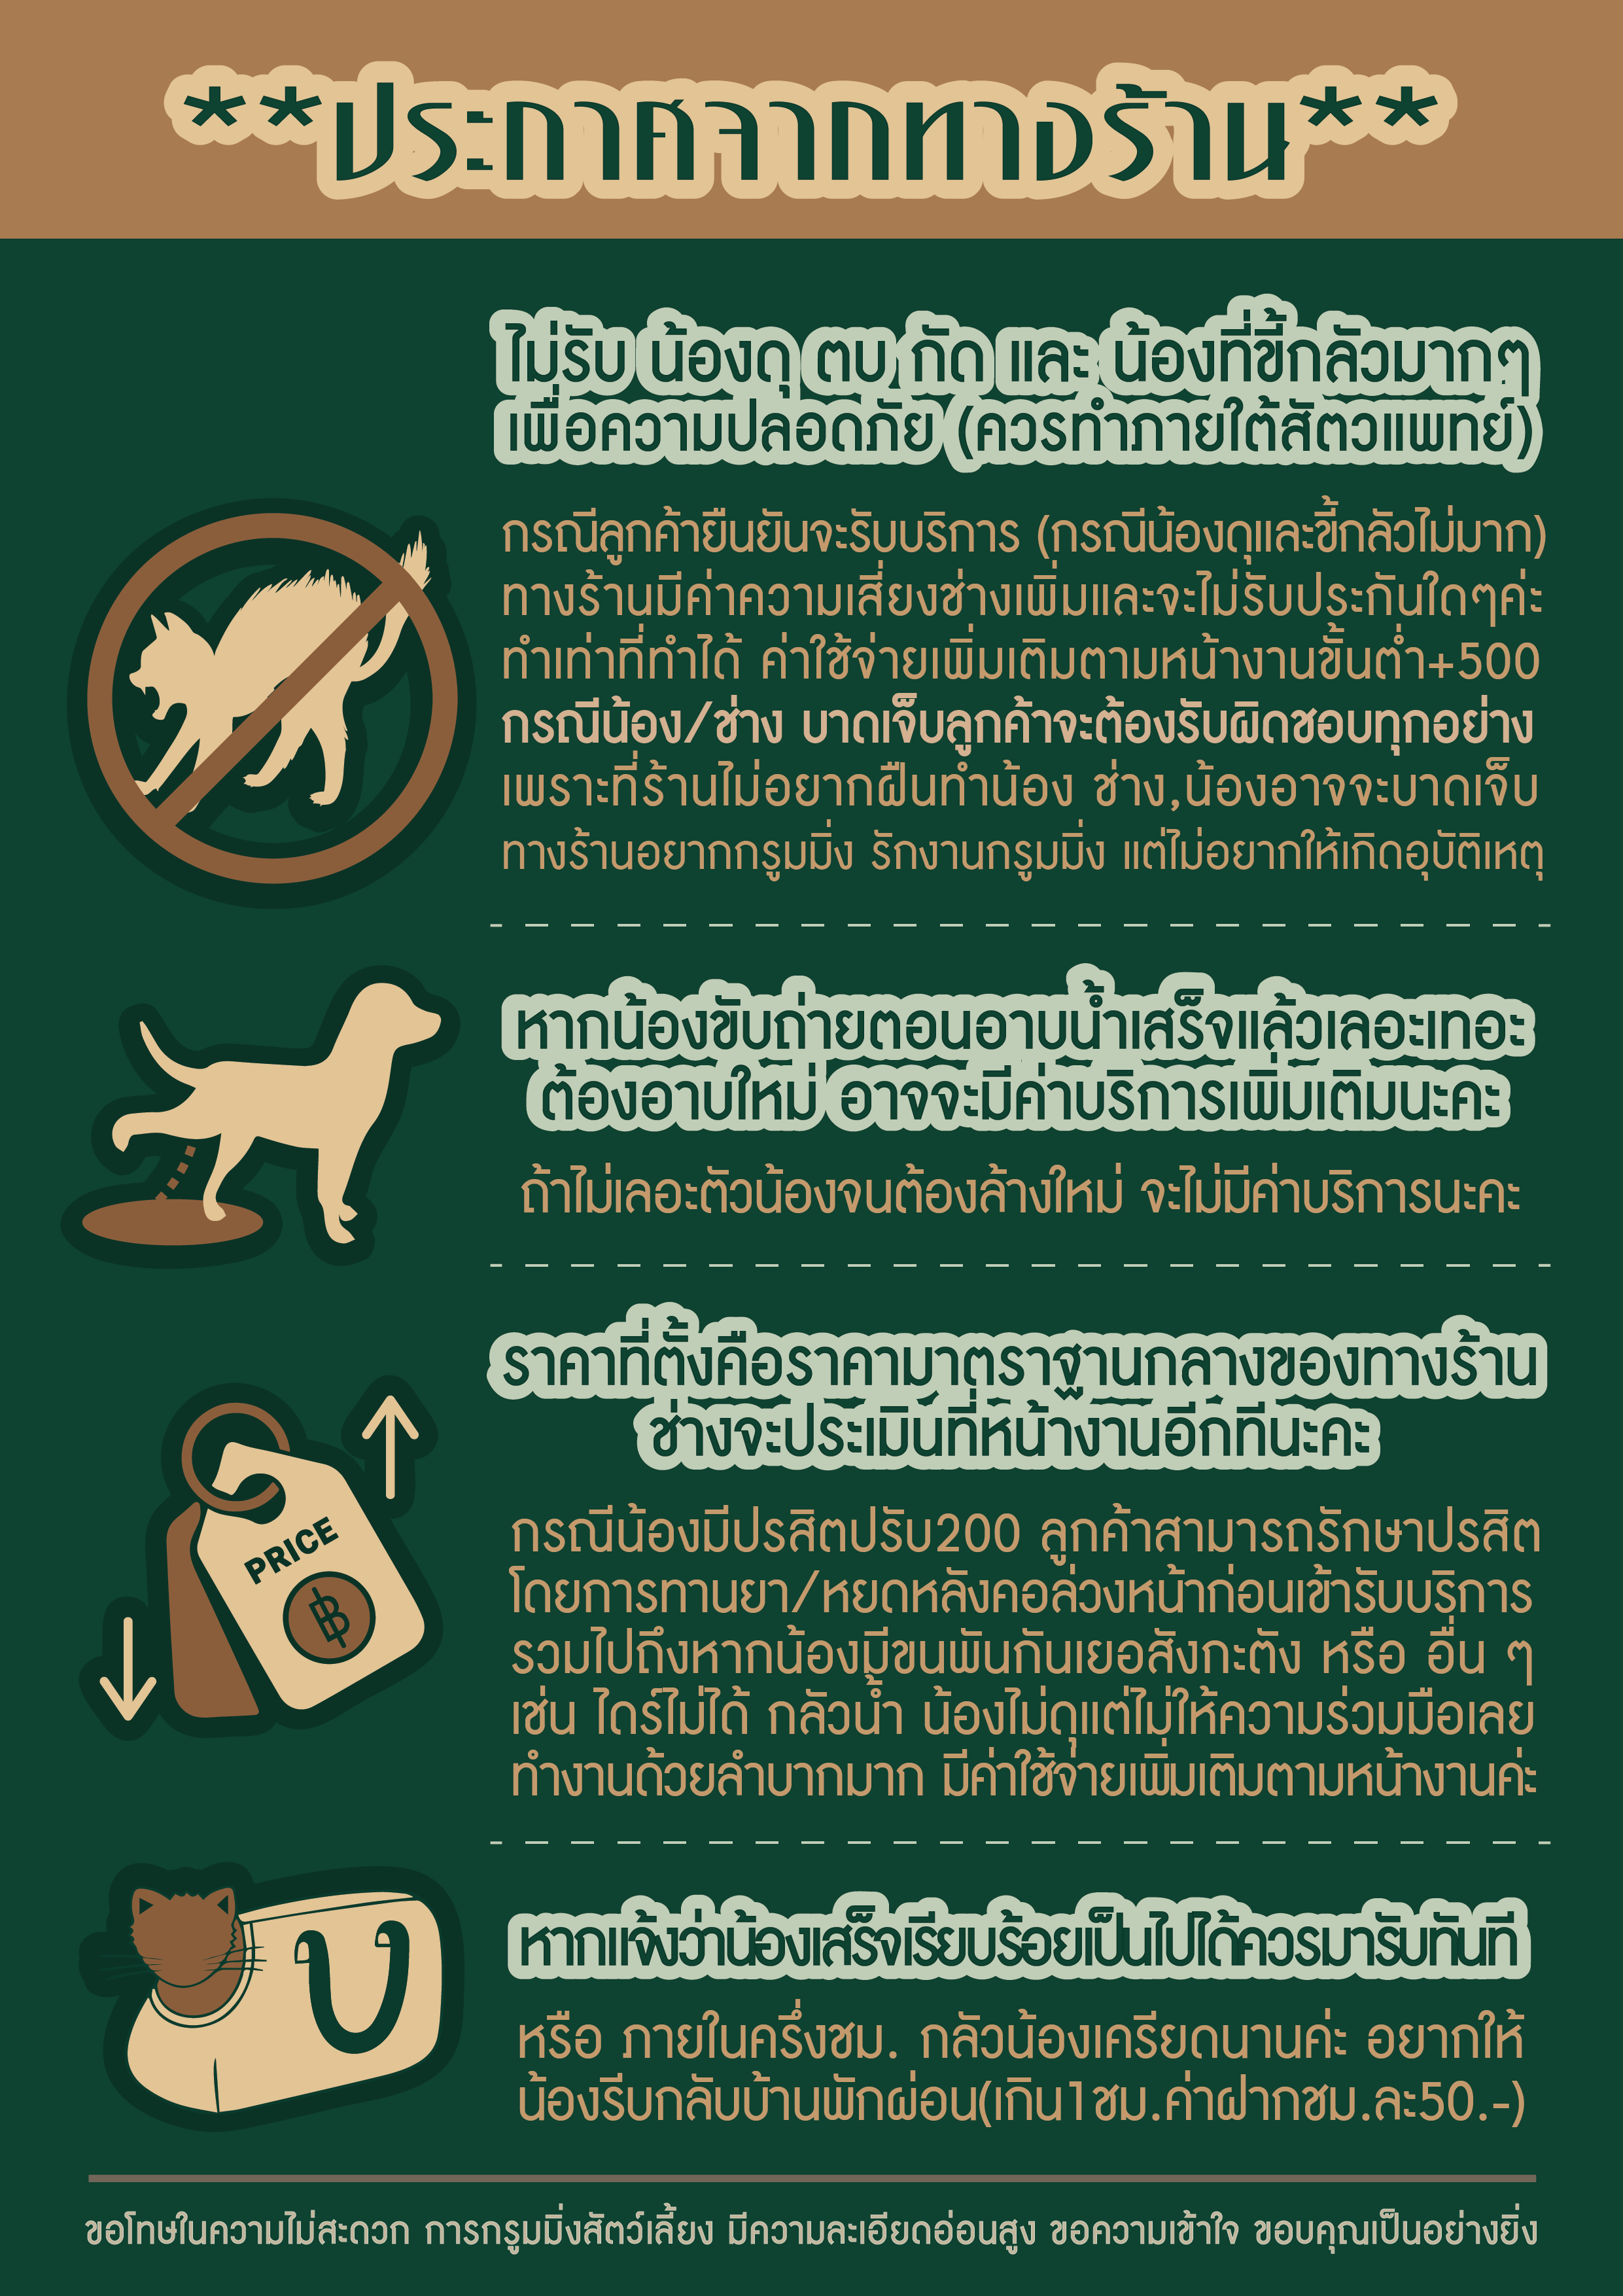 **ประกาศจากทางร้าน**
ไม่รับ น้องดุ ตบ กัด และ น้องที่ขี้กลัวมากๆ
เพื่อความปลอดภัย (ควรทำภายใต้สัตวแพทย์)
กรณีลูกค้ายืนยันจะรับบริการ (กรณีน้องดุและขี้กลัวไม่มาก)
ทางร้านมีค่าความเสี่ยงช่างเพิ่มและจะไม่รับประกันใดๆค่ะ
ทำเท่าที่ทำได้ ค่าใช้จ่ายเพิ่มเติมตามหน้างานขั้นต่ำ+500
กรณีน้อง/ช่าง บาดเจ็บลูกค้าจะต้องรับผิดชอบทุกอย่าง
เพราะที่ร้านไม่อยากฝืนทำน้อง ช่าง,น้องอาจจะบาดเจ็บ
ทางร้านอยากกรูมมิ่ง รักงานกรูมมิ่ง แต่ไม่อยากให้เกิดอุบัติเหตุ
หากน้องขับถ่ายตอนอาบน้ำเสร็จแล้วเลอะเทอะ
ต้องอาบใหม่ อาจจะมีค่าบริการเพิ่มเติมนะคะ
ถ้าไม่เลอะตัวน้องจนต้องล้างใหม่ จะไม่มีค่าบริการนะคะ
ราคาที่ตั้งคือราคามาตราฐานกลางของทางร้าน
ช่างจะประเมินที่หน้างานอีกทีนะคะ
PRICE
฿
กรณีน้องมีปรสิตปรับ200 ลูกค้าสามารถรักษาปรสิต
โดยการทานยา/หยดหลังคอล่วงหน้าก่อนเข้ารับบริการ
รวมไปถึงหากน้องมีขนพันกันเยอสังกะตัง หรือ อื่น ๆ
เช่น ไดร์ไม่ได้ กลัวน้ำ น้องไม่ดุแต่ไม่ให้ความร่วมมือเลย
ทำงานด้วยลำบากมาก มีค่าใช้จ่ายเพิ่มเติมตามหน้างานค่ะ
บ
หากแจ้งว่าน้องเสร็จเรียบร้อยเป็นไปได้ควรมารับทันที
หรือ ภายในครึ่งชม. กลัวน้องเครียดนานค่ะ อยากให้
น้องรีบกลับบ้านพักผ่อน(เกิน1ชม.ค่าฝากชม.ละ50.-)
ขอโทษในความไม่สะดวก การกรูมมิ่งสัตว์เลี้ยง มีความละเอียดอ่อนสูง ขอความเข้าใจ ขอบคุณเป็นอย่างยิ่ง